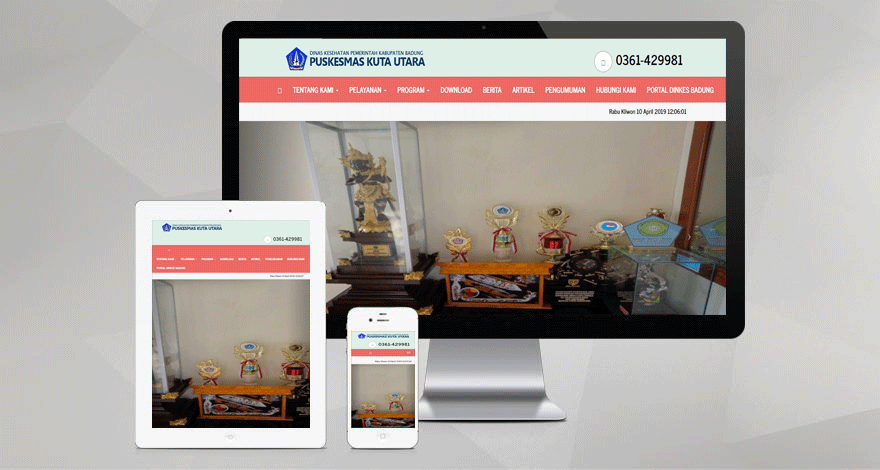 DINAS KESEHATAN PEMERINTAH KABUPATEN BADUNG
PUSKESMAS KUTA UTARA
0361-429981
TENTANG KAMI PELAYANAN PROGRAM DOWNLOAD BERITA ARTIKEL PENGUMUMAN HUBUNGI KAMI PORTAL DINKES BADUNG
Rabu Kliwon 10 April 2019 12:06:01
PUSKESMAS KUTA UTARA
0361-429981
TENTANG KAMI PELAYANAN PROGRAM DOWNLOAD BERITA ARTIKEL PENGUMUMAN HUBUNGI KAMI
PORTAL DINKES BADUNG
PUSKESMAS KUTA UTARA
0361-429981